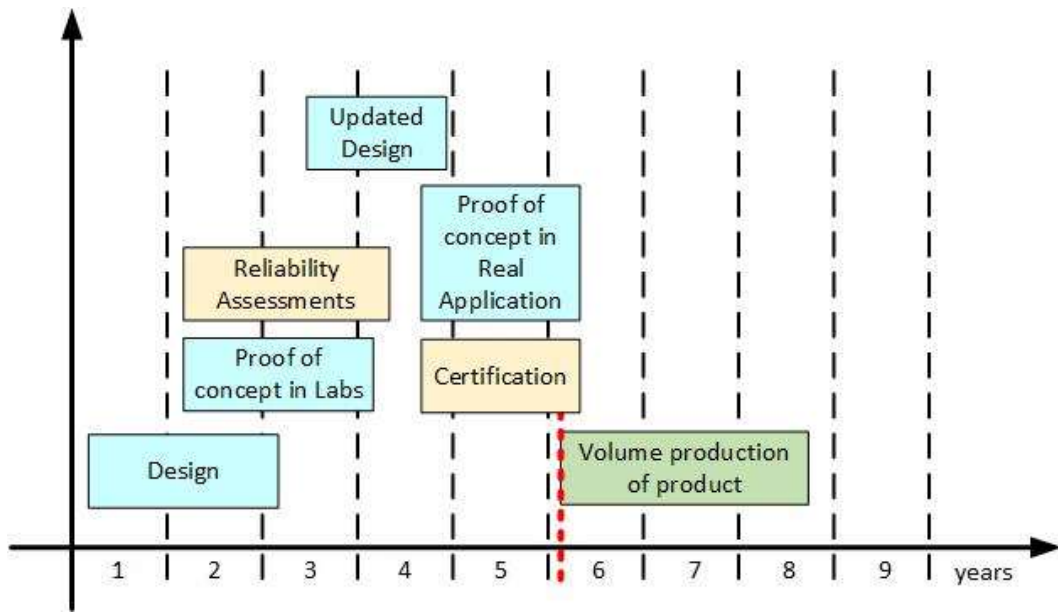 Updated
Design
Proof of
concept in
Real
Application
Reliability
Assessments
Proof of
concept in Labs
Certification
Design
Volume production
of product
1 2 3 4 5 6 7 8 9 years